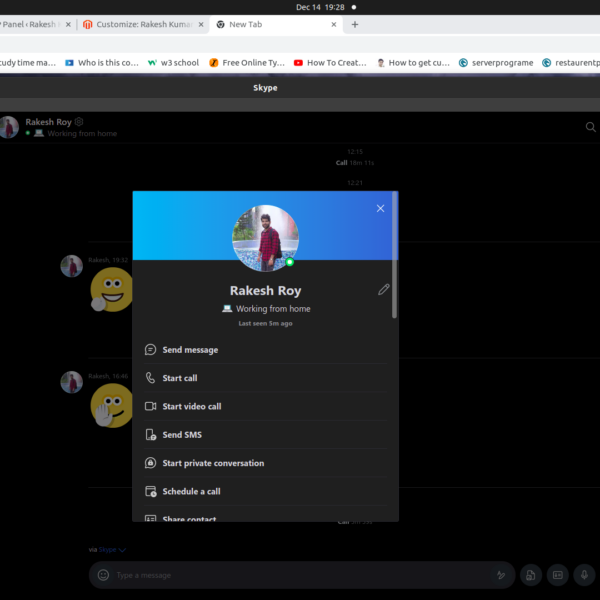 Dec 14 19:28
Panel ‹ Rakesh
Customize: Rakesh Kuma
New Tab
tudy time ma...
Who is this co...
w3 school
Free Online Ty...
How To Creat...
How to get cu...
serverprograme
restaurentp
Skype
Rakesh Roy
Working from home
12:15
Call 18m 11s
12:21
Rakesh, 19:32
Rakesh Roy
Working from home
Last seen 5m ago
Send message
Rakesh, 16:46
Start call
Start video call
Send SMS
Start private conversation
Schedule a call
Share contact
Call
via Skype
Type a message